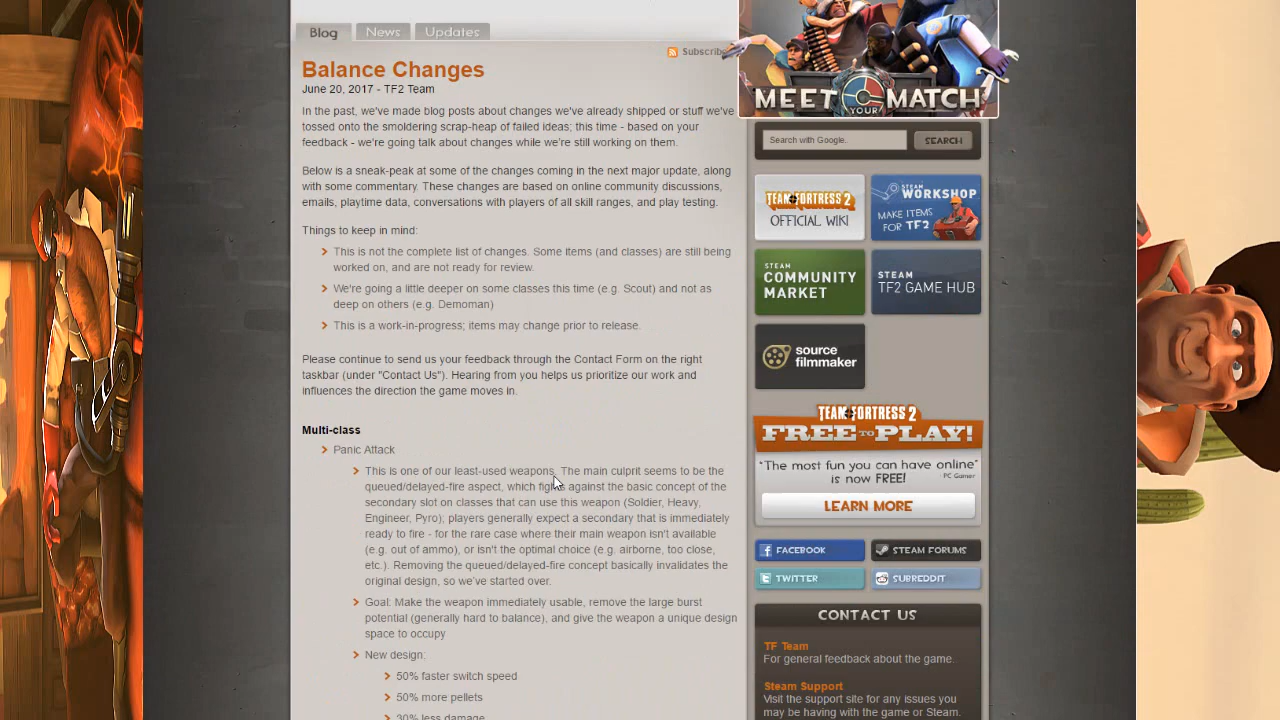 Blog
News
Updates
Subscribe
Balance Changes
June 20, 2017 - TF2 Team
In the past, we've made blog posts about changes we've already shipped or stuff we've
tossed onto the smoldering scrap-heap of failed ideas; this time - based on your
feedback - we're going talk about changes while we're still working on them.
Below is a sneak-peak at some of the changes coming in the next major update, along
with some commentary. These changes are based on online community discussions,
emails, playtime data, conversations with players of all skill ranges, and play testing.
Things to keep in mind:
This is not the complete list of changes. Some items (and classes) are still being
worked on, and are not ready for review.
We're going a little deeper on some classes this time (e.g. Scout) and not as
deep on others (e.g. Demoman)
This is a work-in-progress; items may change prior to release.
Please continue to send us your feedback through the Contact Form on the right
taskbar (under "Contact Us"). Hearing from you helps us prioritize our work and
influences the direction the game moves in.
Multi-class
Panic Attack
This is one of our least-used weapons. The main culprit seems to be the
queued/delayed-fire aspect, which fights against the basic concept of the
secondary slot on classes that can use this weapon (Soldier, Heavy,
Engineer, Pyro); players generally expect a secondary that is immediately
ready to fire - for the rare case where their main weapon isn't available
(e.g. out of ammo), or isn't the optimal choice (e.g. airborne, too close,
etc.). Removing the queued/delayed-fire concept basically invalidates the
original design, so we've started over.
Goal: Make the weapon immediately usable, remove the large burst
potential (generally hard to balance), and give the weapon a unique design
space to occupy
New design:
50% faster switch speed
50% more pellets
30% less damage
MEET YOUR MATCH
Search with Google..
SEARCH
TEAM FORTRESS 2
OFFICIAL WIKI
STEAM
WORKSHOP
MAKE ITEMS
FOR TF2
STEAM
COMMUNITY
MARKET
STEAM
TF2 GAME HUB
source
filmmaker
TEAM FORTRESS 2
FREE TO PLAY!
"The most fun you can have online"
- PC Gamer
is now FREE!
LEARN MORE
FACEBOOK
STEAM FORUMS
TWITTER
SUBREDDIT
CONTACT US
TF Team
For general feedback about the game.
Steam Support
Visit the support site for any issues you
may be having with the game or Steam.